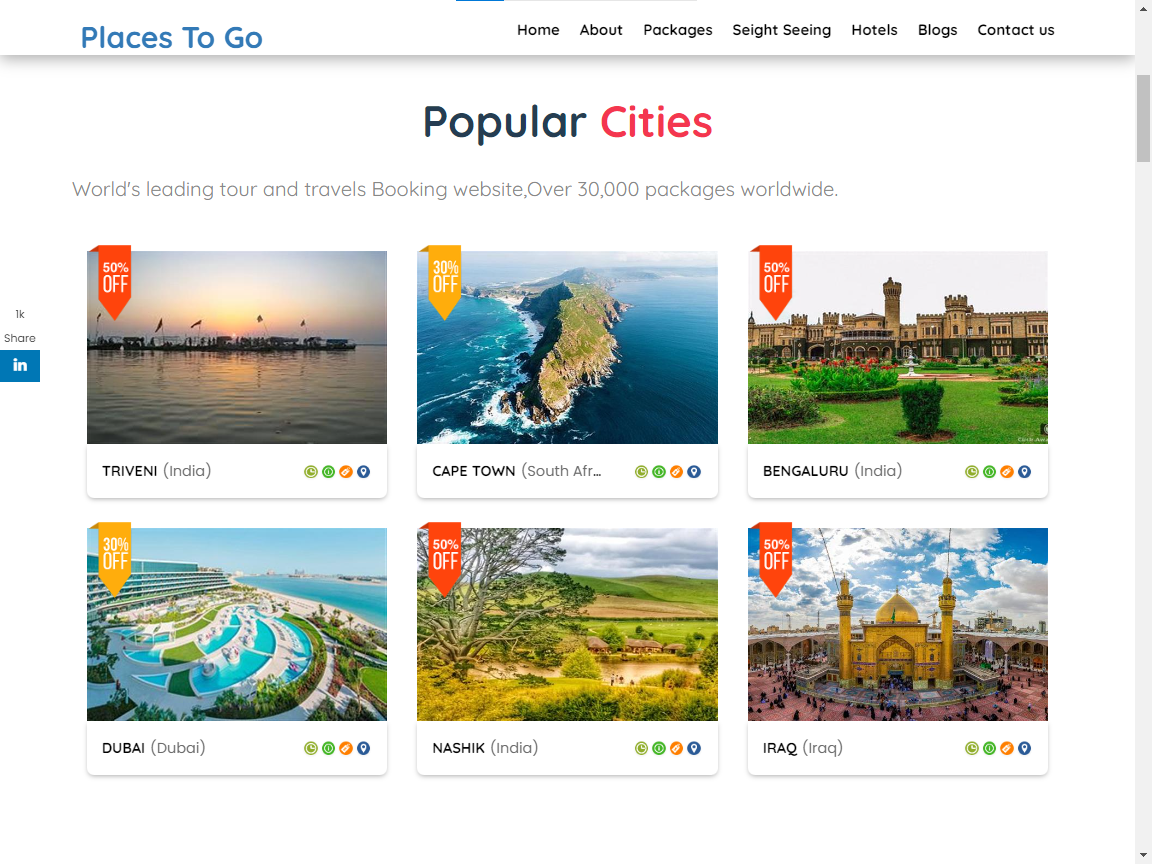 Places To Go
Home About Packages Seight Seeing Hotels Blogs Contact us
Popular Cities
World's leading tour and travels Booking website,Over 30,000 packages worldwide.
1k
Share
in
50%
OFF
30%
OFF
50%
OFF
TRIVENI (India)
CAPE TOWN (South Afr...
BENGALURU (India)
30%
OFF
50%
OFF
50%
OFF
DUBAI (Dubai)
NASHIK (India)
IRAQ (Iraq)